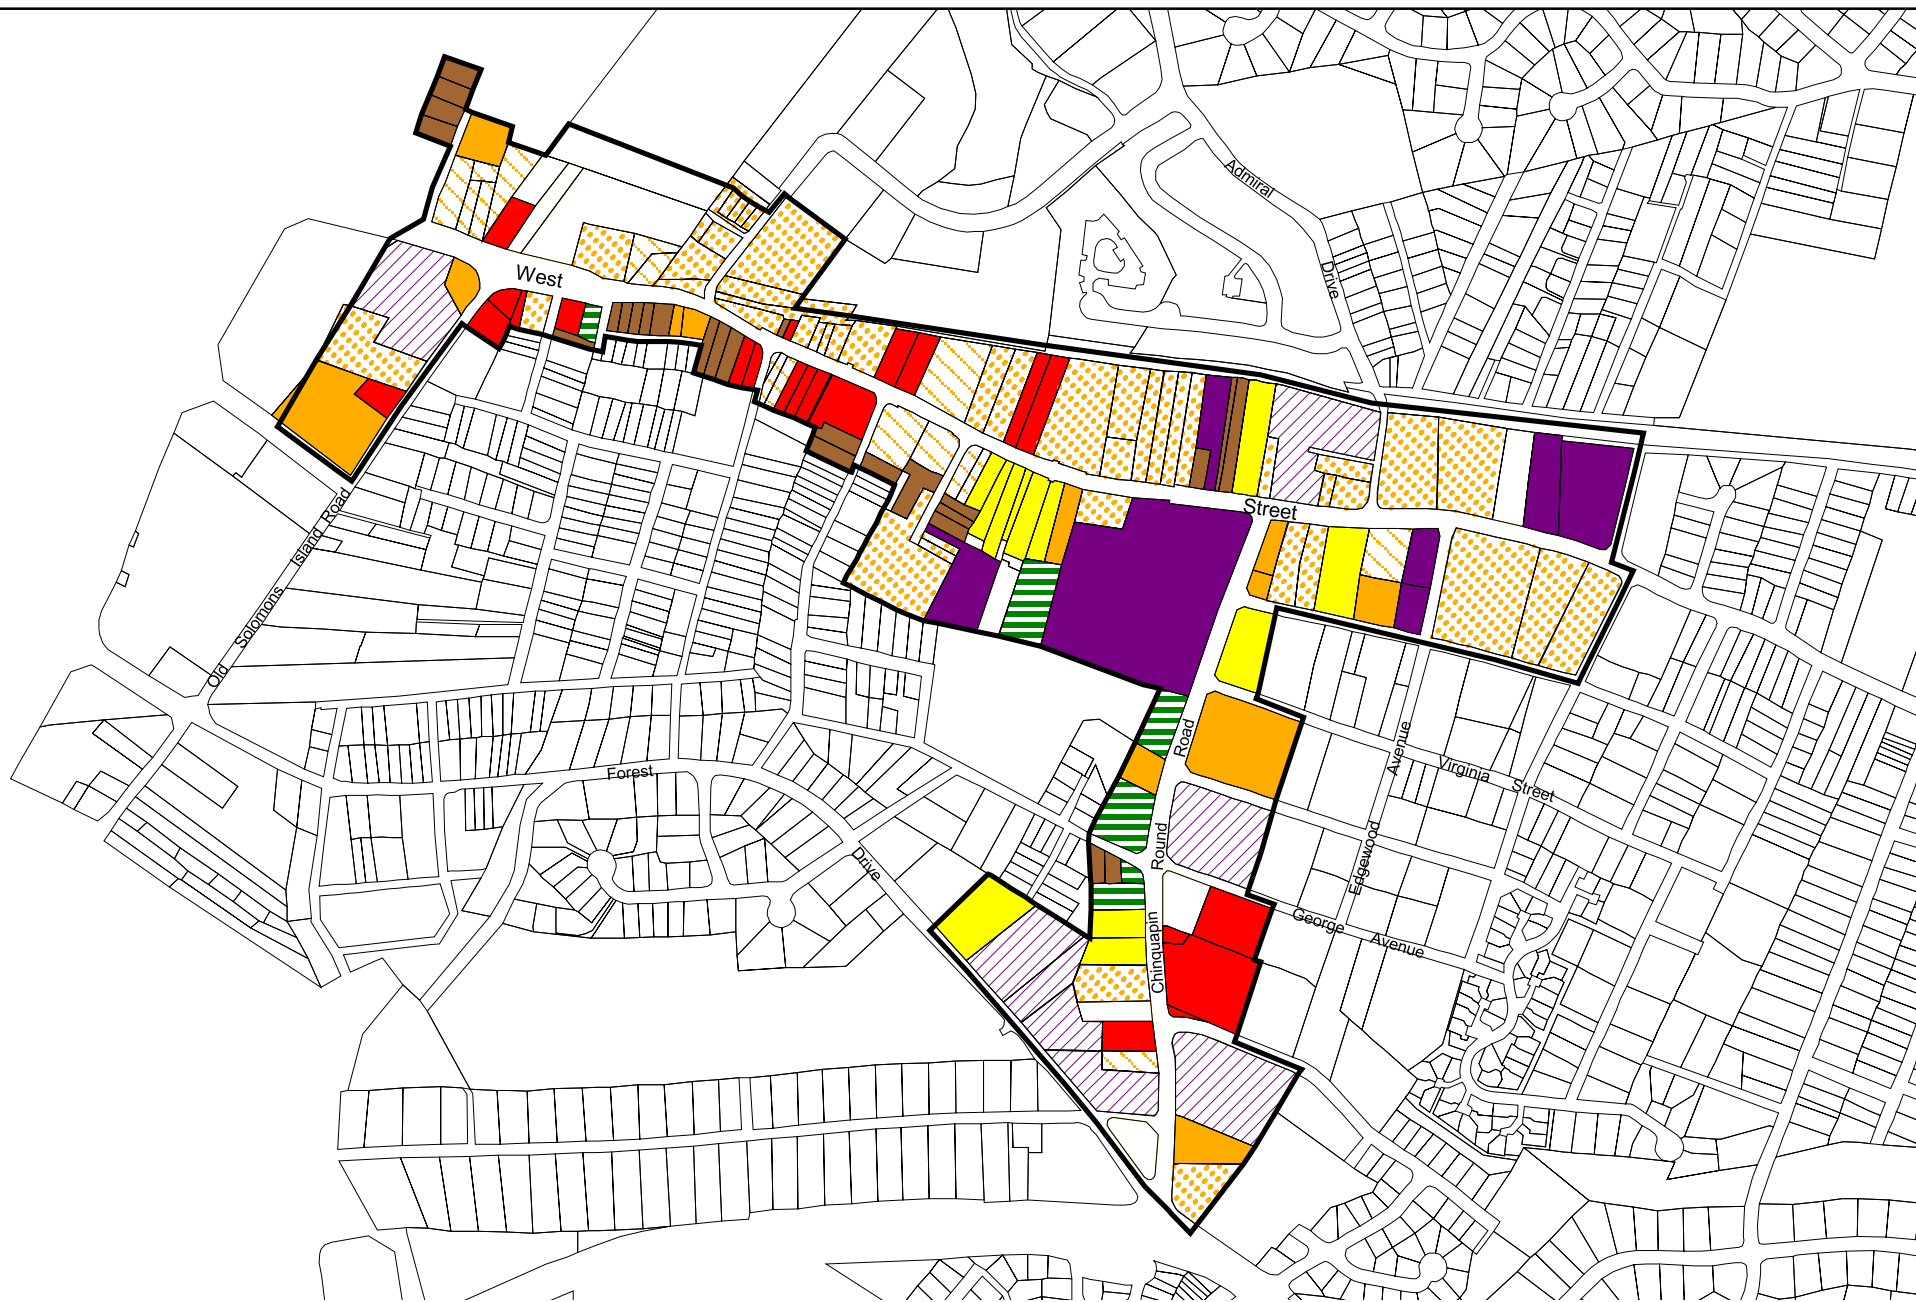 Admiral
Drive
West
Street
Old Solomons Island Road
Forest
Drive
Road
Round
Chinquapin
Avenue
Edgewood
Virginia
Street
George
Avenue